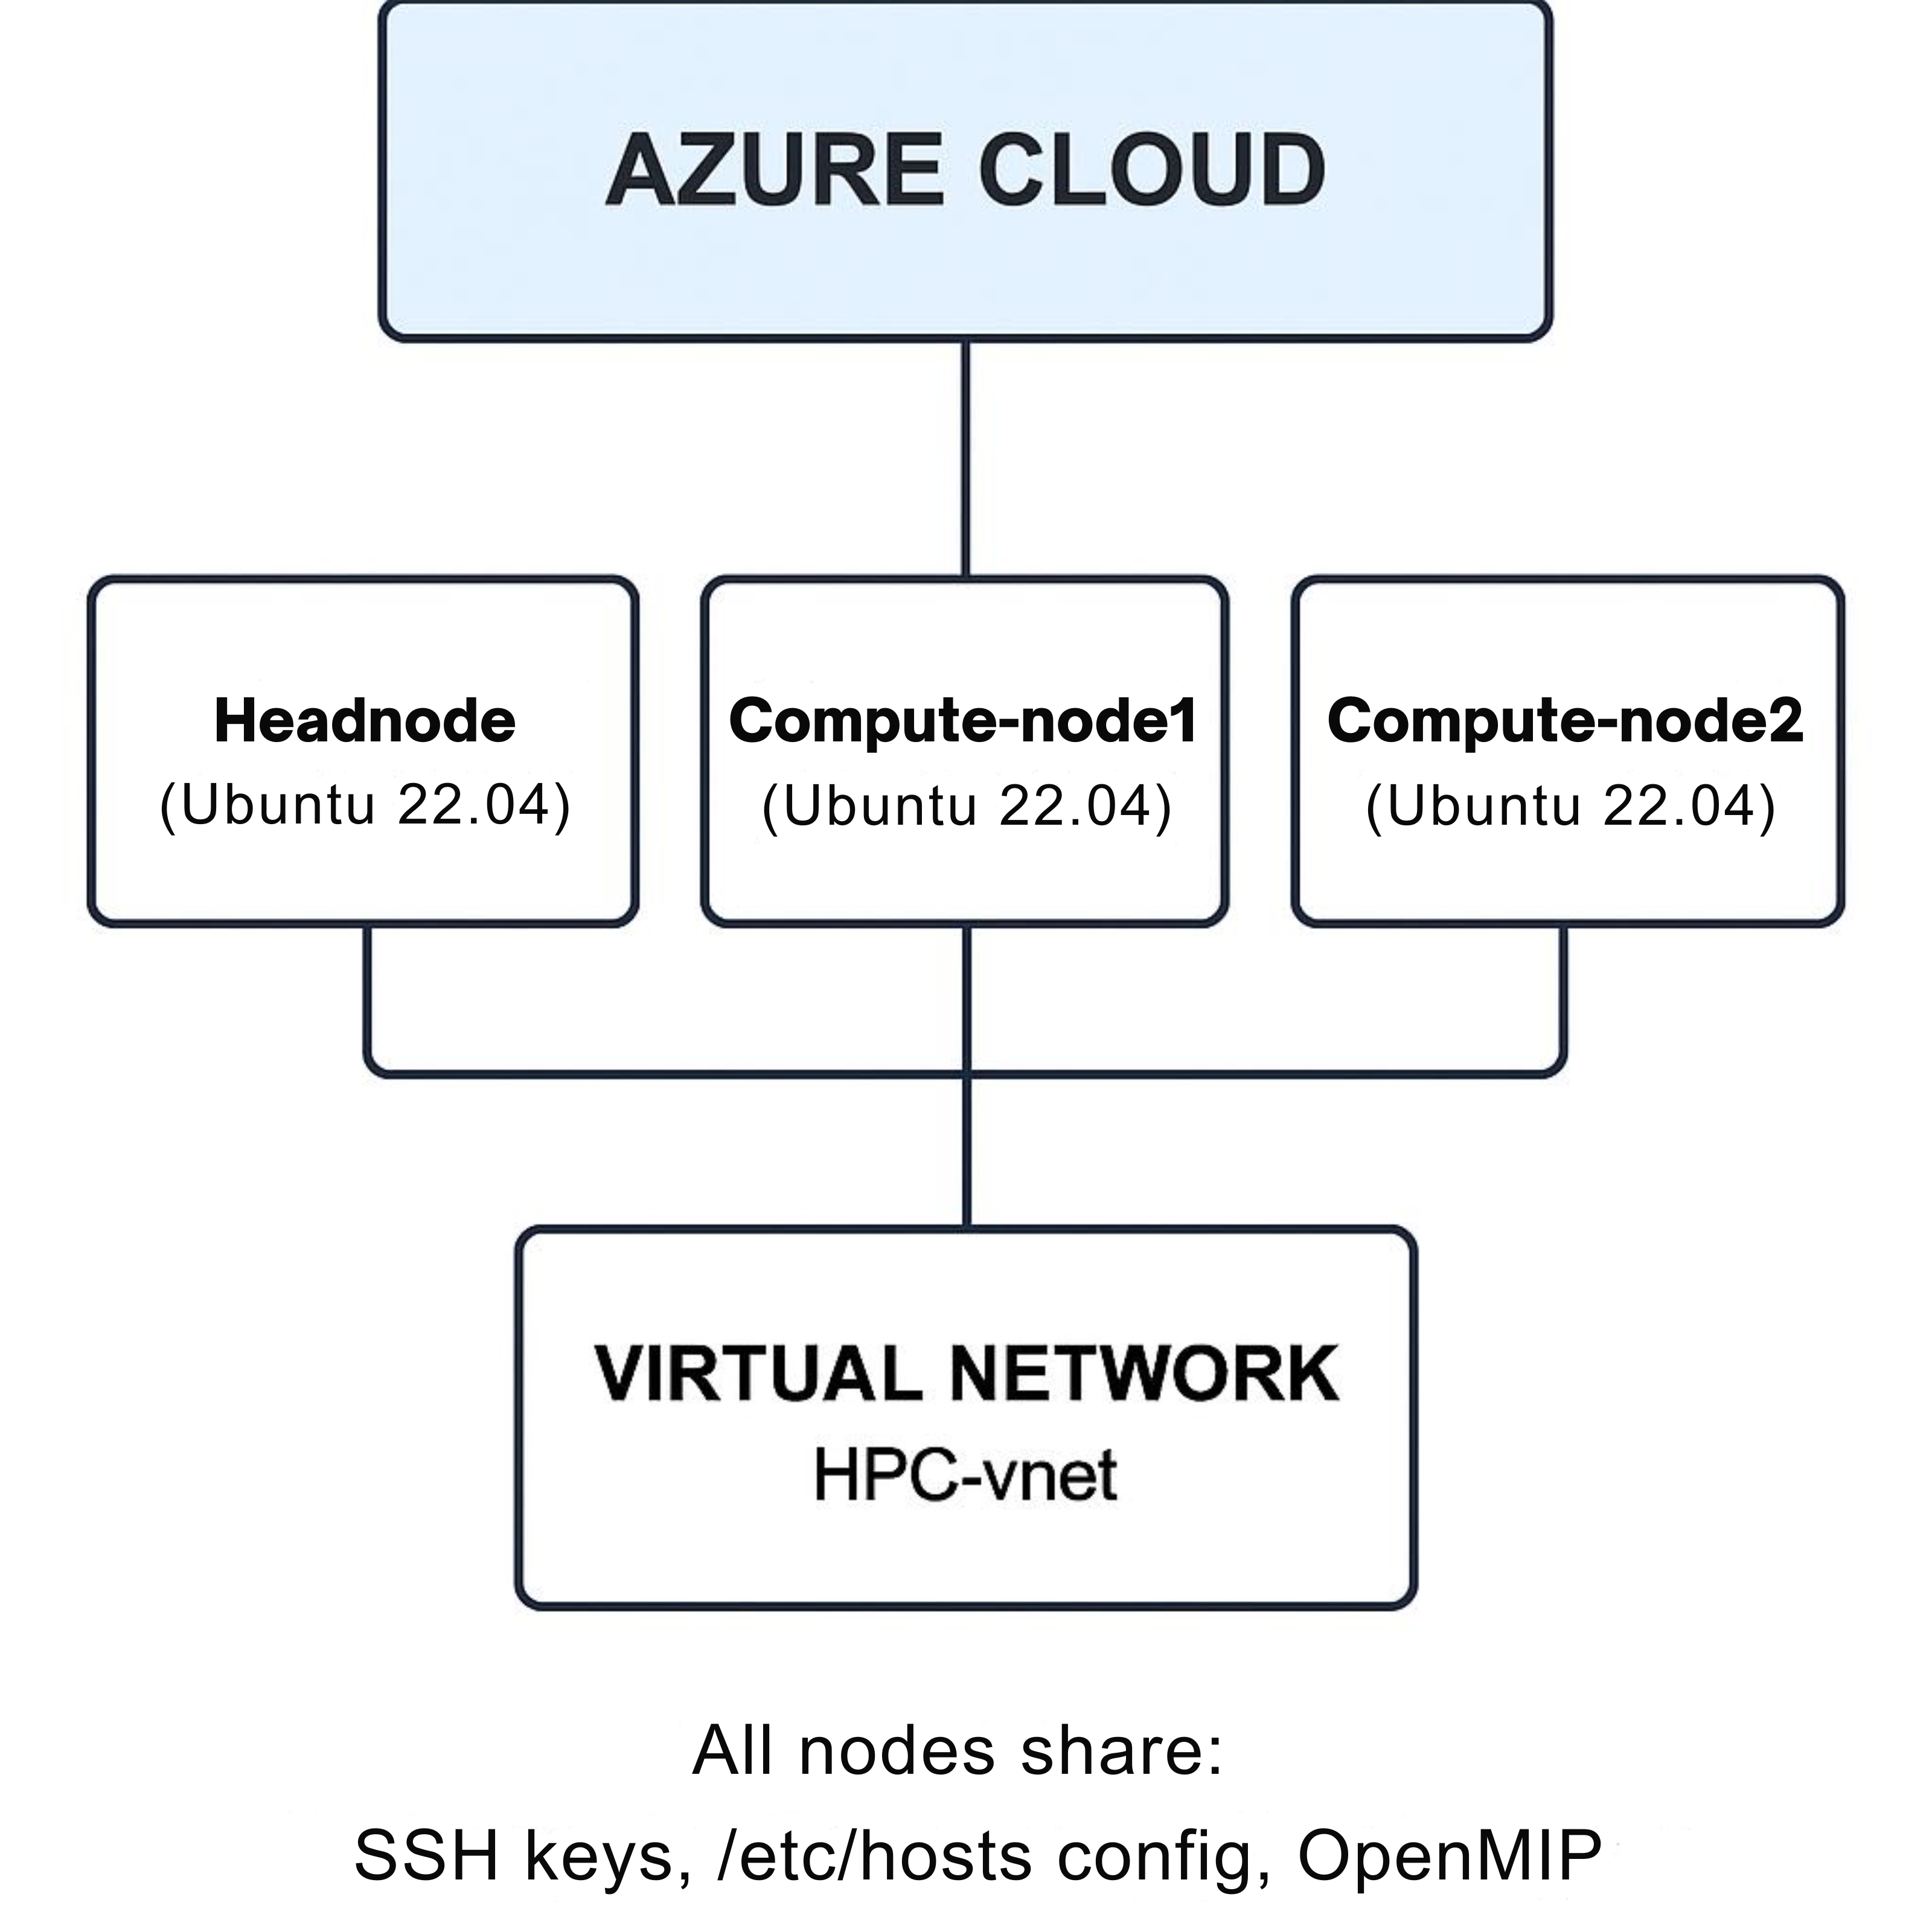 AZURE CLOUD
Headnode
(Ubuntu 22.04)
Compute-node1
(Ubuntu 22.04)
Compute-node2
(Ubuntu 22.04)
VIRTUAL NETWORK
HPC-vnet
All nodes share:
SSH keys, /etc/hosts config, OpenMIP